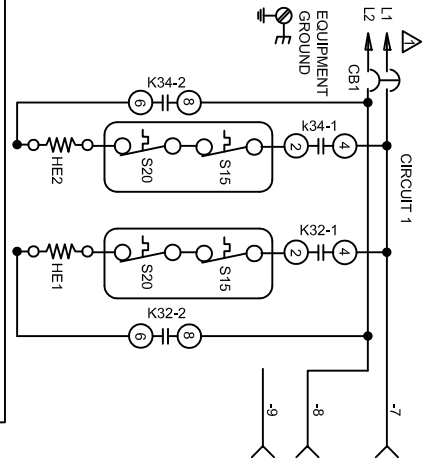 L1
L2
1
CB1
EQUIPMENT
GROUND
CIRCUIT 1
K34-2
6
8
k34-1
2
4
S20
S15
HE2
K32-1
2
4
S20
S15
HE1
K32-2
6
8
-7
-8
-9